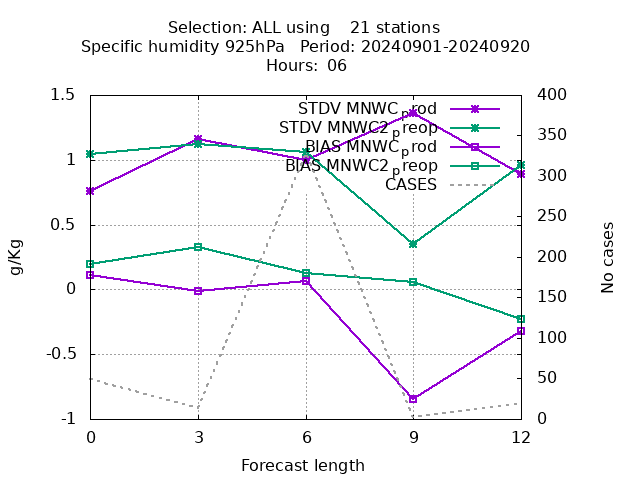 Selection: ALL using 21 stations
Specific humidity 925hPa Period: 20240901-20240920
Hours: 06
1.5
1
0.5
0
-0.5
-1
g/Kg
STDV MNWC_prod
STDV MNWC2_preop
BIAS MNWC_prod
BIAS MNWC2_preop
CASES
400
350
300
250
200
150
100
50
0
No cases
0 3 6 9 12
Forecast length